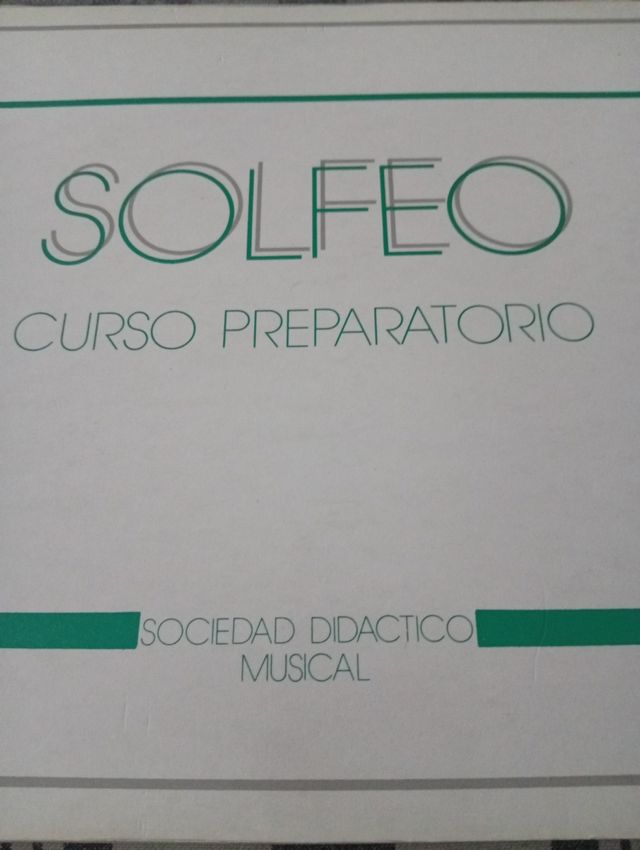 SOLFEO
CURSO PREPARATORIO
SOCIEDAD DIDACTICO
MUSICAL